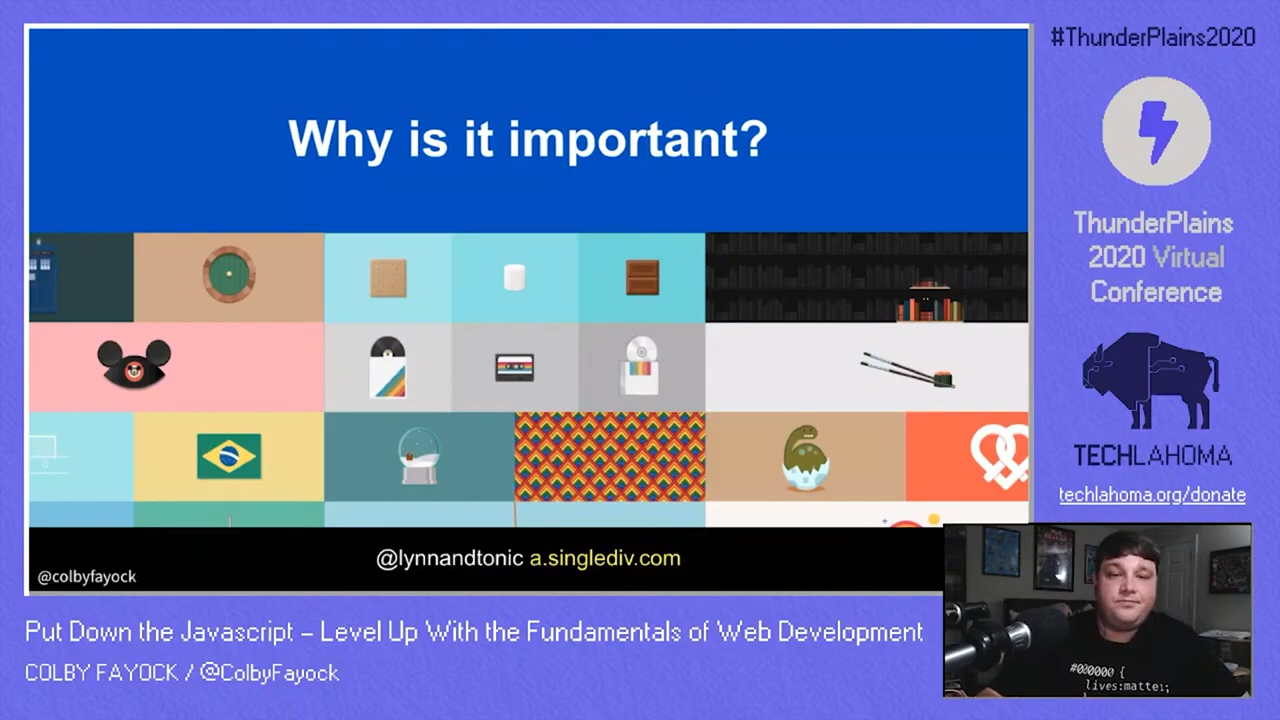 Why is it important?
@lynnandtonic a.singlediv.com
@colbyfayock
#ThunderPlains2020
ThunderPlains
2020 Virtual
Conference
TECHLAHOMA
techlahoma.org/donate
#000000 {
lives:matter;
Put Down the Javascript – Level Up With the Fundamentals of Web Development
COLBY FAYOCK / @ColbyFayock